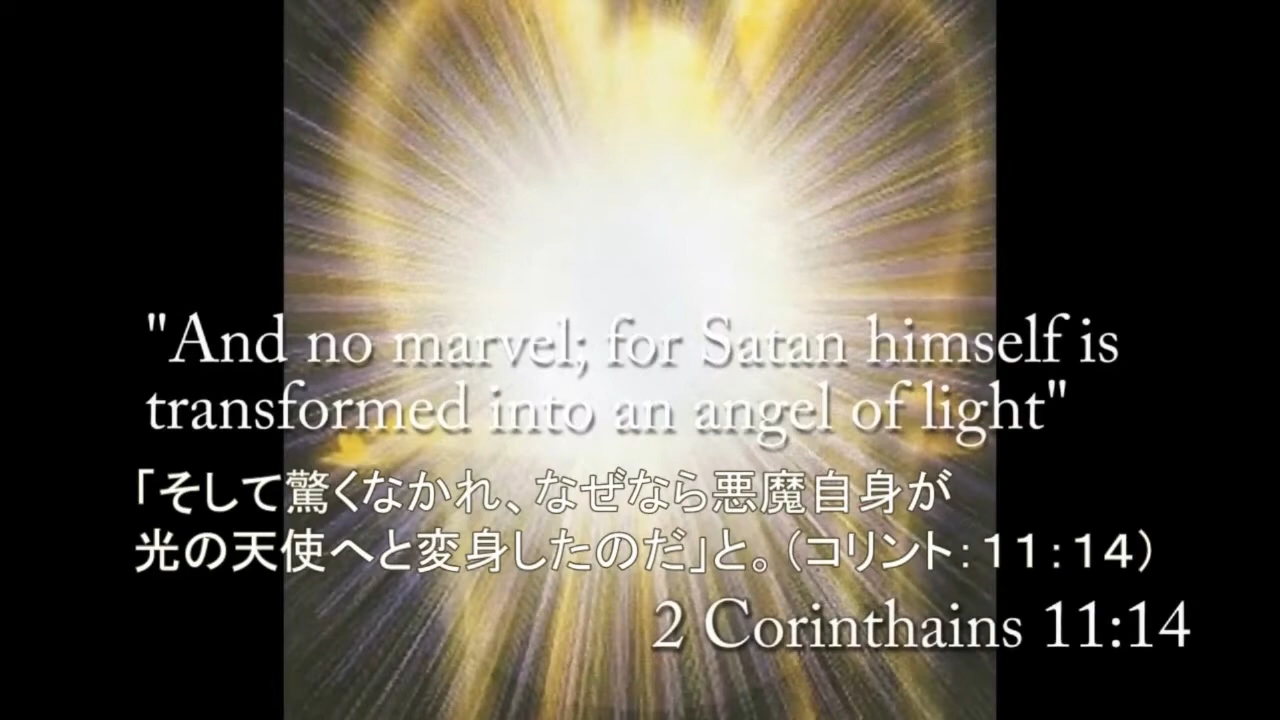 "And no marvel; for Satan himself is
transformed into an angel of light"
「そして驚くなかれ、なぜなら悪魔自身が
光の天使へと変身したのだ」と。（コリント：１１：１４）
2 Corinthains 11:14